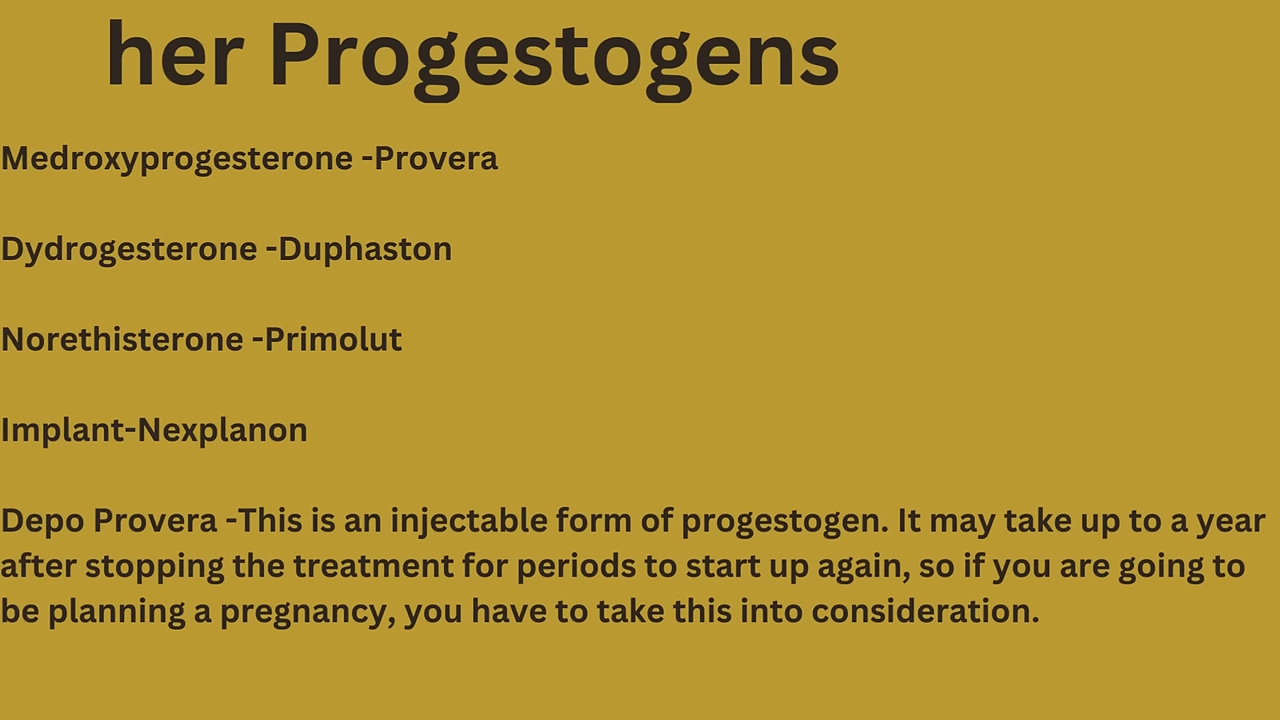 her Progestogens
Medroxyprogesterone -Provera
Dydrogesterone -Duphaston
Norethisterone -Primolut
Implant-Nexplanon
Depo Provera -This is an injectable form of progestogen. It may take up to a year
after stopping the treatment for periods to start up again, so if you are going to
be planning a pregnancy, you have to take this into consideration.